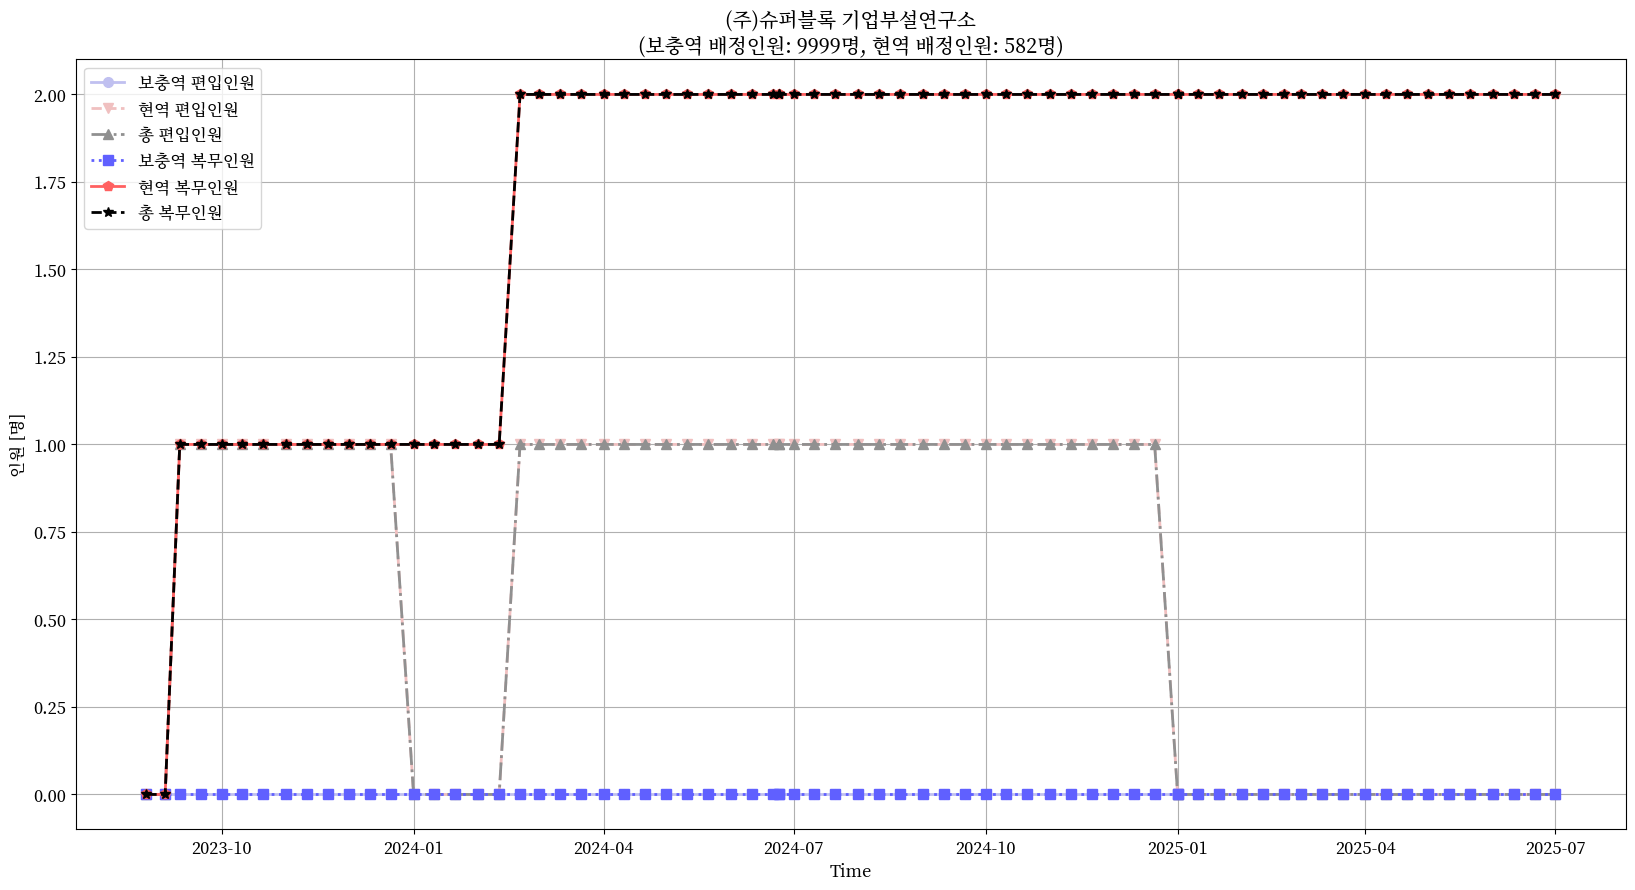 (주)슈퍼블록 기업부설연구소
(보충역 배정인원: 9999명, 현역 배정인원: 582명)
보충역 편입인원
현역 편입인원
총 편입인원
보충역 복무인원
현역 복무인원
총 복무인원
인원 [명]
2.00
1.75
1.50
1.25
1.00
0.75
0.50
0.25
0.00
2023-10
2024-01
2024-04
2024-07
2024-10
2025-01
2025-04
2025-07
Time